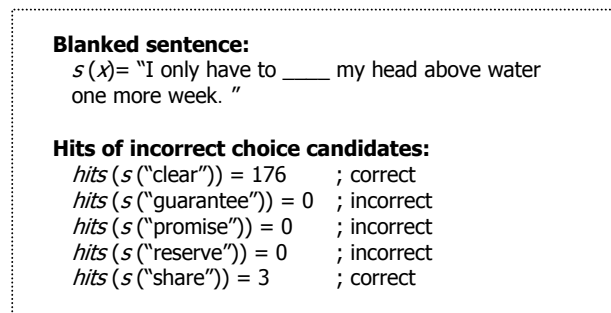 Blanked sentence:
s (x)= “I only have to ____ my head above water
one more week. ”
Hits of incorrect choice candidates:
hits (s (“clear”)) = 176 ; correct
hits (s (“guarantee”)) = 0 ; incorrect
hits (s (“promise”)) = 0 ; incorrect
hits (s (“reserve”)) = 0 ; incorrect
hits (s (“share”)) = 3 ; correct